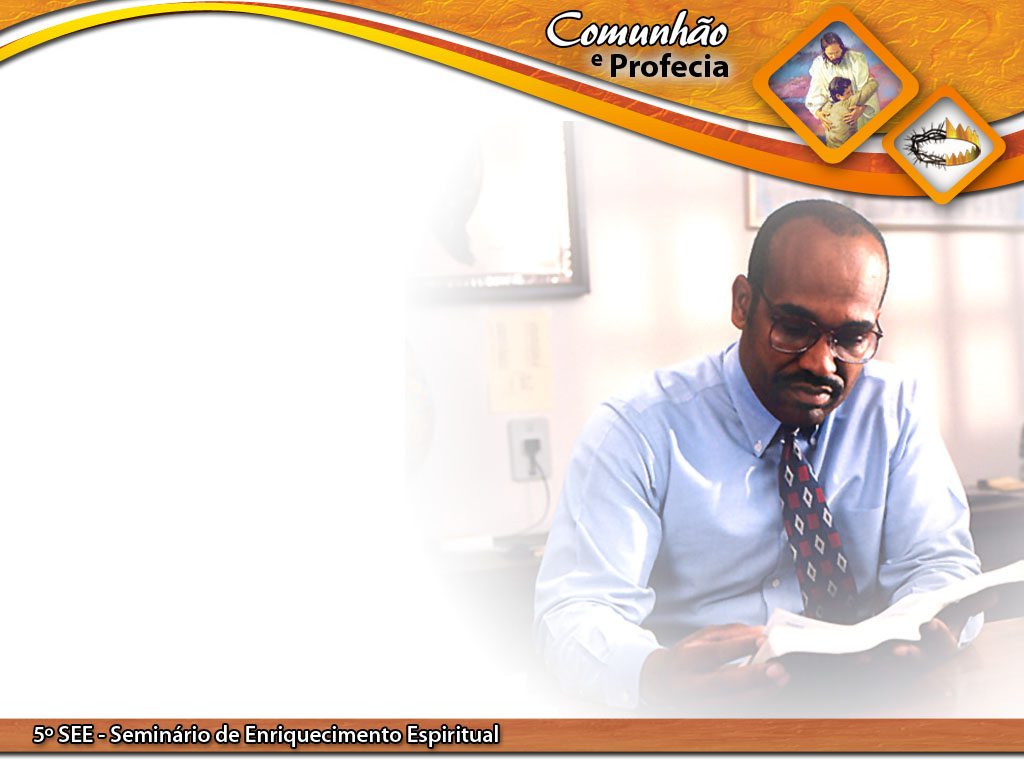 Comunhão
e Profecia
5º SEE - Seminário de Enriquecimento Espiritual